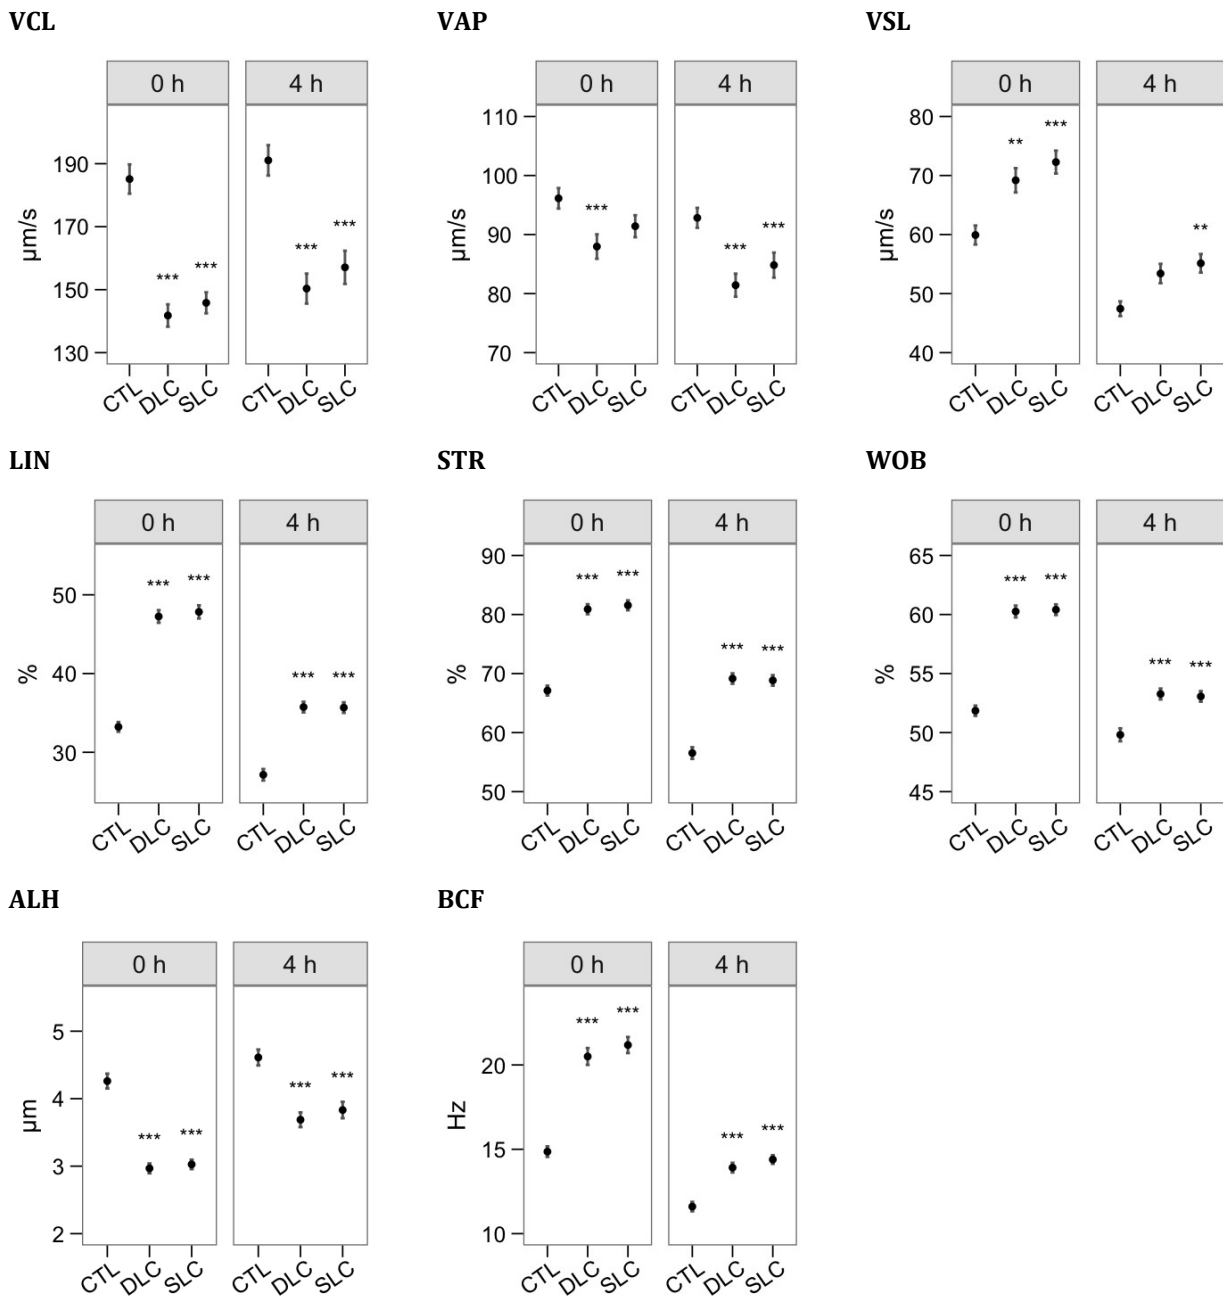 VCL VAP VSL
0 h 4 h 0 h 4 h 0 h 4 h
µm/s 190 170 150 130 *** *** *** ***
µm/s 110 100 90 80 70 *** *** ***
µm/s 80 70 60 50 40 ** *** **
CTL DLC SLC CTL DLC SLC CTL DLC SLC CTL DLC SLC CTL DLC SLC CTL DLC SLC
LIN STR WOB
0 h 4 h 0 h 4 h 0 h 4 h
% 50 40 30 *** *** *** ***
% 90 80 70 60 50 *** *** *** ***
% 65 60 55 50 45 *** *** *** ***
CTL DLC SLC CTL DLC SLC CTL DLC SLC CTL DLC SLC CTL DLC SLC CTL DLC SLC
ALH BCF
0 h 4 h 0 h 4 h
µm 5 4 3 2 *** *** *** ***
Hz 20 15 10 *** *** *** ***
CTL DLC SLC CTL DLC SLC CTL DLC SLC CTL DLC SLC